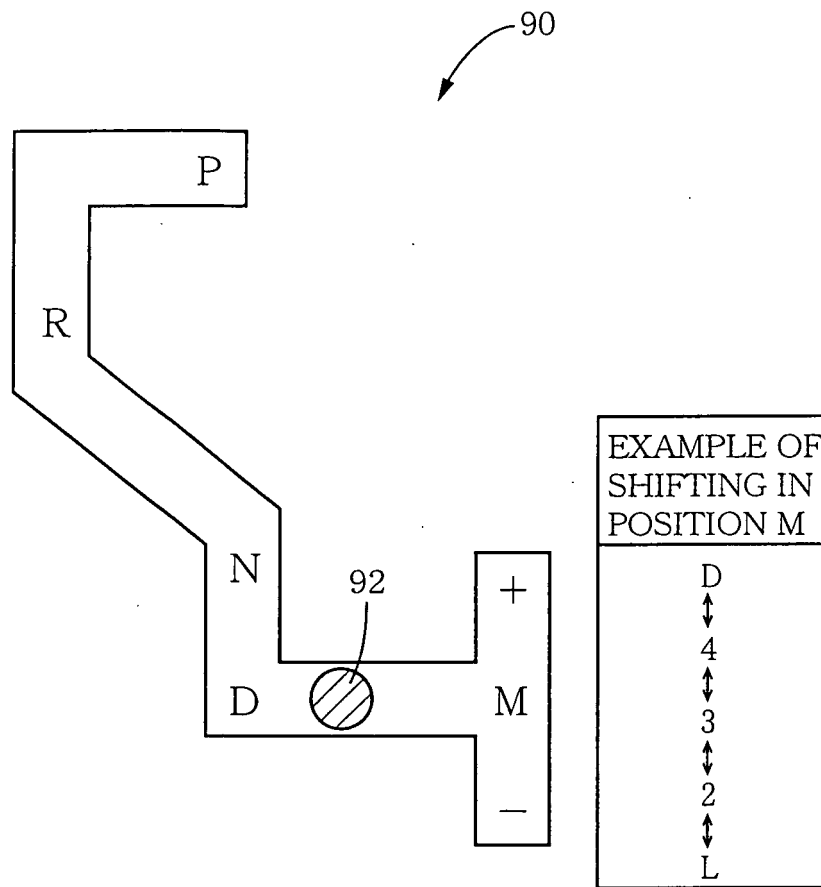 90
P
R
N
92
+
D
M
−
EXAMPLE OF
SHIFTING IN
POSITION M
D
↕
4
↕
3
↕
2
↕
L